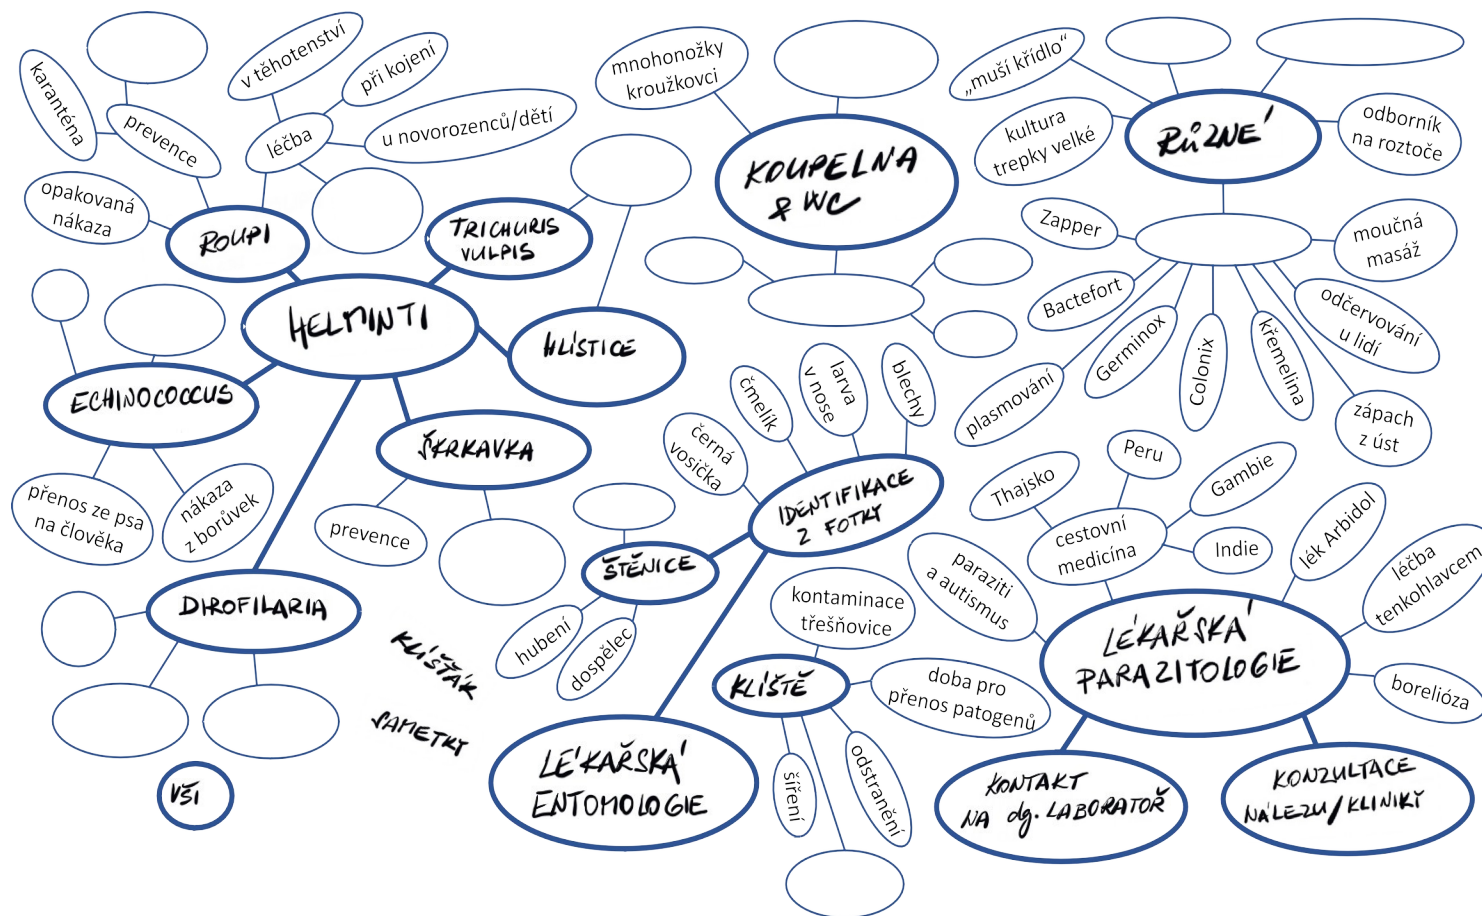 karanténa
prevence
opakovaná
nákaza
ROUPI
léčba
v těhotenství
při kojení
u novorozenců/dětí
TRICHURIS
VULPIS
HELMINTI
HLÍSTICE
ECHINOCOCCUS
přenos ze psa
na člověka
nákaza
z borůvek
ŠKRKAVKA
prevence
DIROFILARIA
VŠI
KLÍŠŤÁK
SAMETKY
mnohonožky
kroužkovci
KOUPELNA
& WC
černá
vosička
čmelík
larva
v nose
blechy
IDENTIFIKACE
Z FOTKY
ŠTĚNICE
hubení
dospělec
LÉKAŘSKÁ
ENTOMOLOGIE
kontaminace
třešňovice
KLÍŠTĚ
doba pro
přenos patogenů
šíření
odstranění
„muší křídlo“
kultura
trepky velké
RŮZNÉ
odborník
na roztoče
Zapper
Bactefort
plasmování
Germinox
Colonix
křemelina
zápach
z úst
odčervování
u lidí
moučná
masáž
Thajsko
Peru
Gambie
Indie
cestovní
medicína
paraziti
a autismus
lék Arbidol
léčba
tenkohlavcem
borelióza
LÉKAŘSKÁ
PARAZITOLOGIE
KONTAKT
NA dg. LABORATOŘ
KONZULTACE
NÁLEZU/KLINIKY